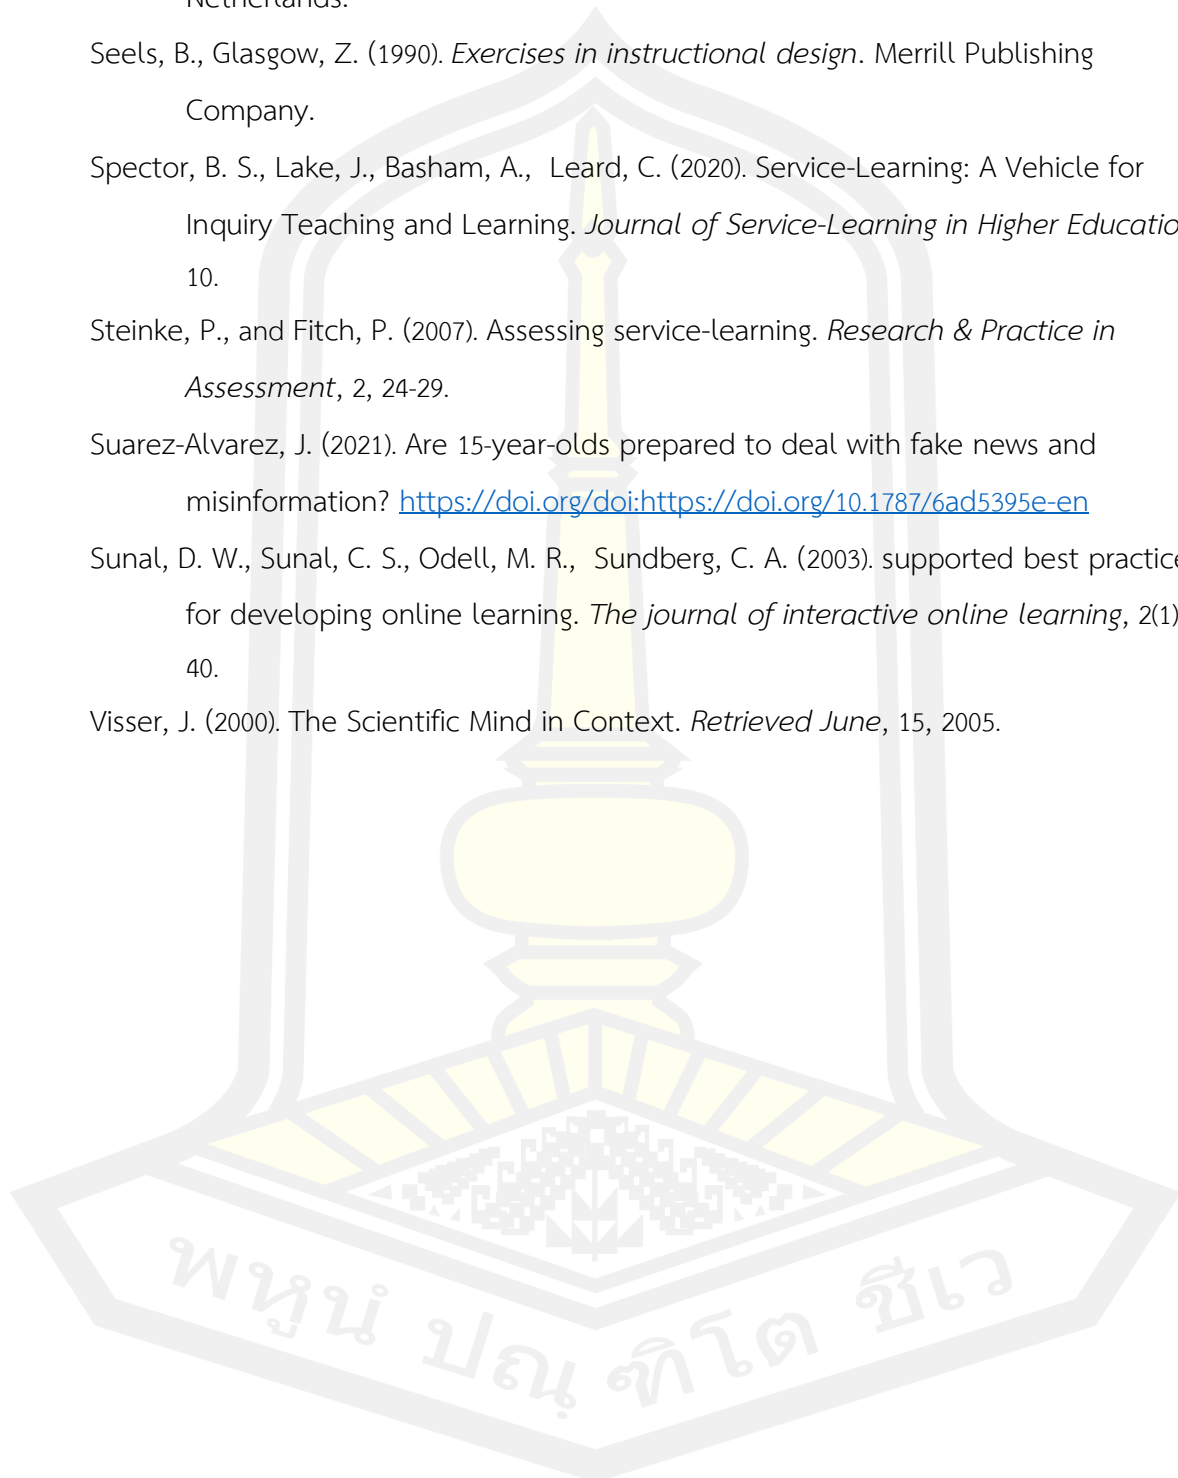 Netherlands.
Seels, B., Glasgow, Z. (1990). Exercises in instructional design. Merrill Publishing
Company.
Spector, B. S., Lake, J., Basham, A., Leard, C. (2020). Service-Learning: A Vehicle for
Inquiry Teaching and Learning. Journal of Service-Learning in Higher Educatio
10.
Steinke, P., and Fitch, P. (2007). Assessing service-learning. Research & Practice in
Assessment, 2, 24-29.
Suarez-Alvarez, J. (2021). Are 15-year-olds prepared to deal with fake news and
misinformation? https://doi.org/doi:https://doi.org/10.1787/6ad5395e-en
Sunal, D. W., Sunal, C. S., Odell, M. R., Sundberg, C. A. (2003). supported best practice
for developing online learning. The journal of interactive online learning, 2(1)
40.
Visser, J. (2000). The Scientific Mind in Context. Retrieved June, 15, 2005.
พหูนํ ปณฺฑิโต ชีเว